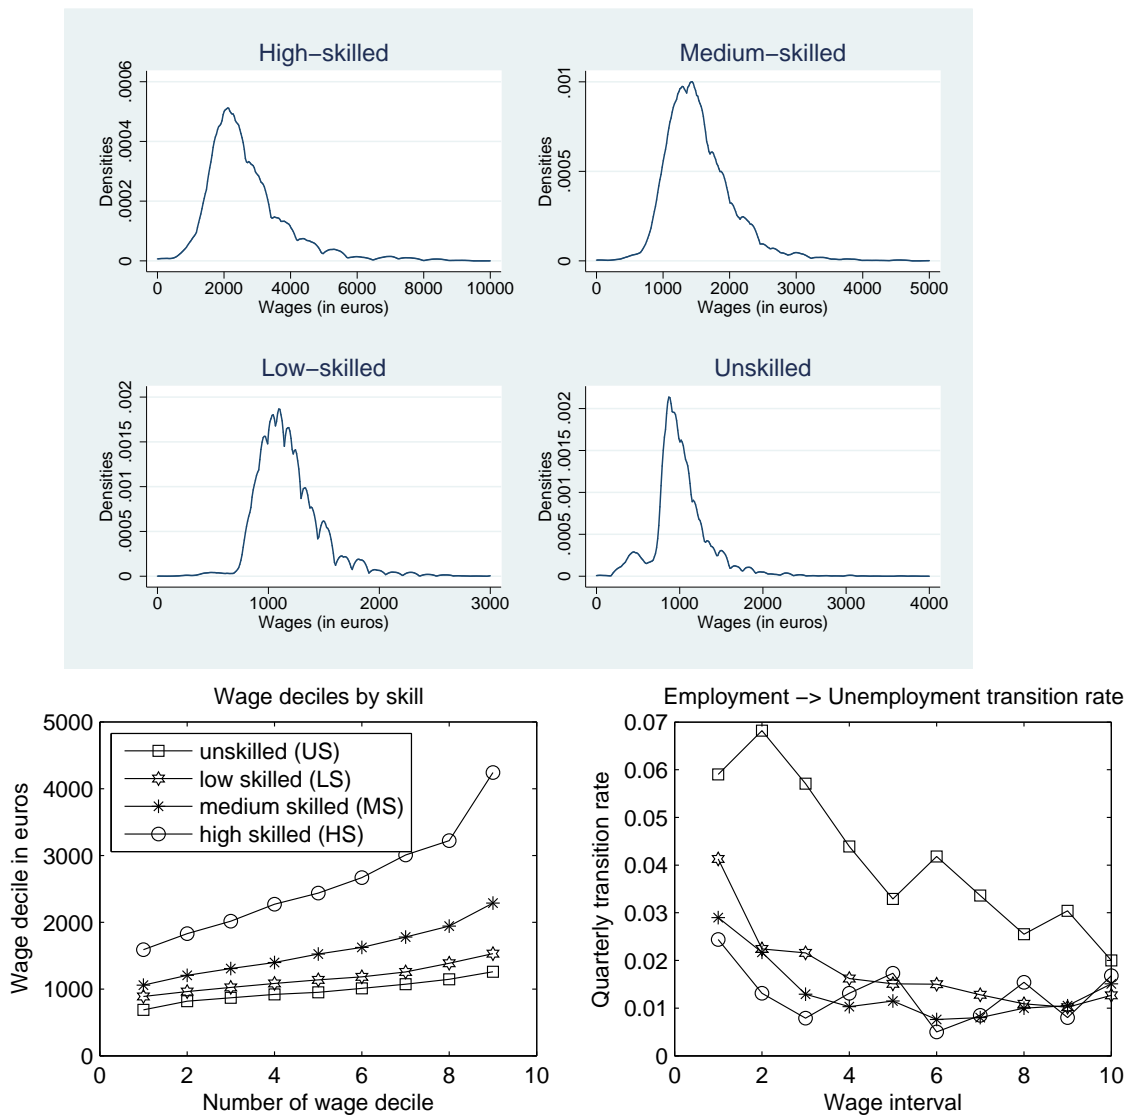 High−skilled
Densities
0 .0002 .0004 .0006
0 2000 4000 6000 8000 10000
Wages (in euros)
Medium−skilled
Densities
0 .0005 .001
0 1000 2000 3000 4000 5000
Wages (in euros)
Low−skilled
Densities
0 .0005 .001 .0015 .002
0 1000 2000 3000
Wages (in euros)
Unskilled
Densities
0 .0005 .001 .0015 .002
0 1000 2000 3000 4000
Wages (in euros)
Wage deciles by skill
Wage decile in euros
5000
4000
3000
2000
1000
0
unskilled (US)
low skilled (LS)
medium skilled (MS)
high skilled (HS)
0 2 4 6 8 10
Number of wage decile
Employment −> Unemployment transition rate
Quarterly transition rate
0.07
0.06
0.05
0.04
0.03
0.02
0.01
0
0 2 4 6 8 10
Wage interval